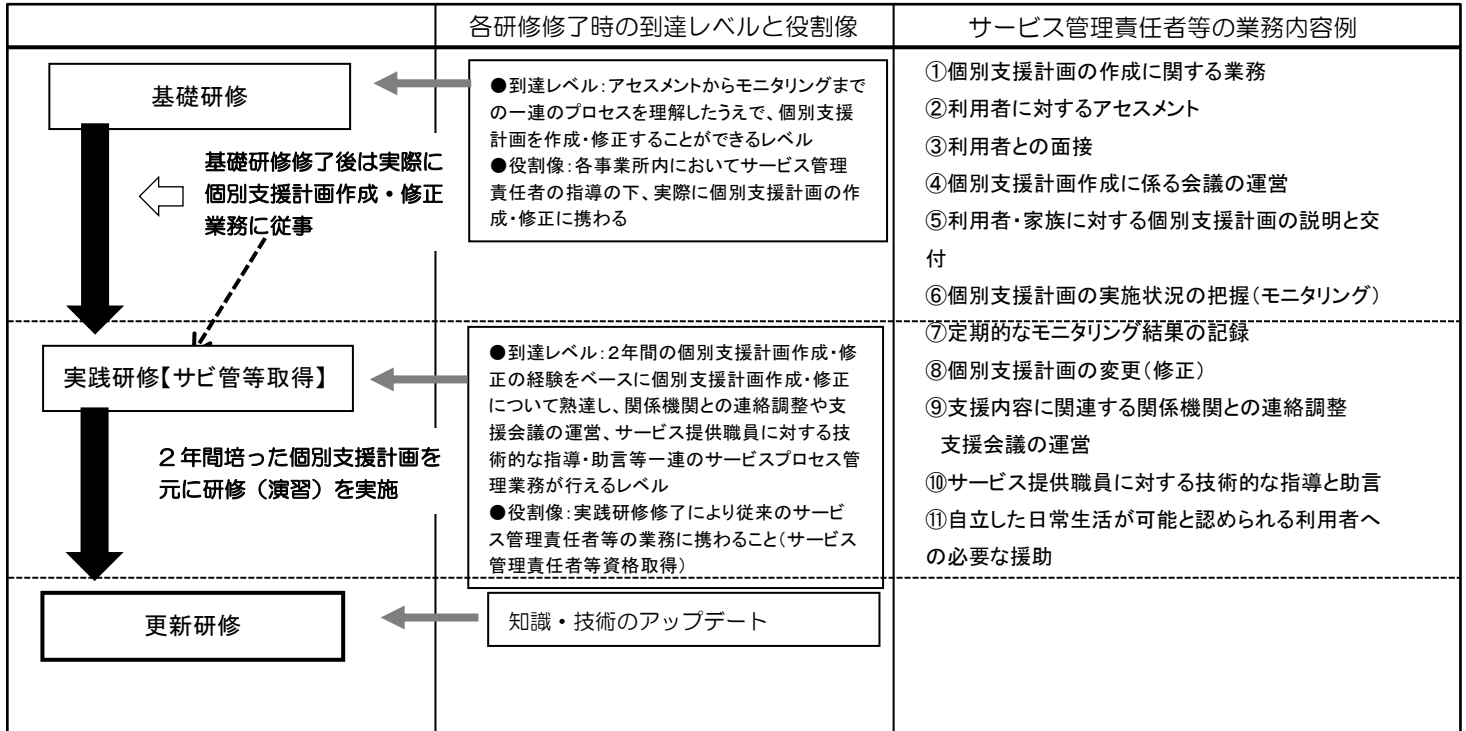 各研修修了時の到達レベルと役割像
サービス管理責任者等の業務内容例
基礎研修
基礎研修修了後は実際に
個別支援計画作成・修正
業務に従事
実践研修【サビ管等取得】
2年間培った個別支援計画を
元に研修（演習）を実施
更新研修
●到達レベル：アセスメントからモニタリングまで
の一連のプロセスを理解したうえで、個別支援
計画を作成・修正することができるレベル
●役割像：各事業所内においてサービス管理
責任者の指導の下、実際に個別支援計画の作
成・修正に携わる
●到達レベル：2年間の個別支援計画作成・修
正の経験をベースに個別支援計画作成・修正
について熟達し、関係機関との連絡調整や支
援会議の運営、サービス提供職員に対する技
術的な指導・助言等一連のサービスプロセス管
理業務が行えるレベル
●役割像：実践研修修了により従来のサービ
ス管理責任者等の業務に携わること（サービス
管理責任者等資格取得）
知識・技術のアップデート
①個別支援計画の作成に関する業務
②利用者に対するアセスメント
③利用者との面接
④個別支援計画作成に係る会議の運営
⑤利用者・家族に対する個別支援計画の説明と交
付
⑥個別支援計画の実施状況の把握（モニタリング）
⑦定期的なモニタリング結果の記録
⑧個別支援計画の変更（修正）
⑨支援内容に関連する関係機関との連絡調整
支援会議の運営
⑩サービス提供職員に対する技術的な指導と助言
⑪自立した日常生活が可能と認められる利用者へ
の必要な援助